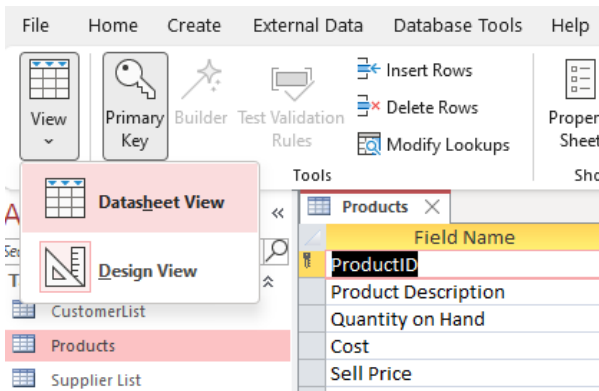 File Home Create External Data Database Tools Help
View
Primary Key
Builder
Test Validation Rules
Insert Rows
Delete Rows
Modify Lookups
Tools
Datasheet View
Design View
Products
Field Name
ProductID
Product Description
Quantity on Hand
Cost
Sell Price
CustomerList
Products
Supplier List